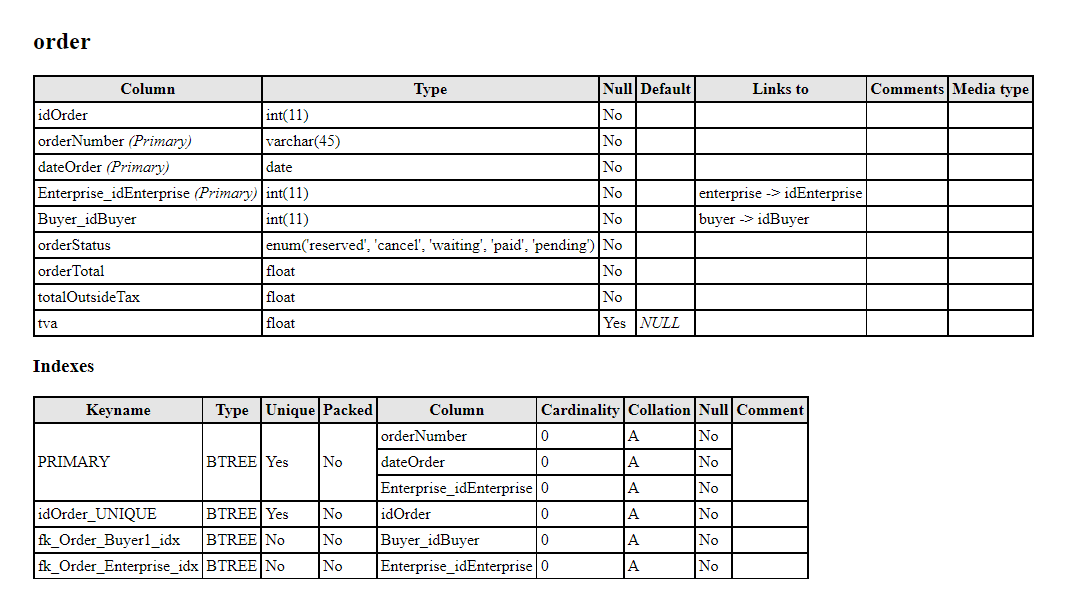 order
Column Type Null Default Links to Comments Media type
idOrder int(11) No
orderNumber (Primary) varchar(45) No
dateOrder (Primary) date No
Enterprise_idEnterprise (Primary) int(11) No enterprise -> idEnterprise
Buyer_idBuyer int(11) No buyer -> idBuyer
orderStatus enum('reserved', 'cancel', 'waiting', 'paid', 'pending') No
orderTotal float No
totalOutsideTax float No
tva float Yes NULL
Indexes
Keyname Type Unique Packed Column Cardinality Collation Null Comment
PRIMARY BTREE Yes No orderNumber 0 A No
dateOrder 0 A No
Enterprise_idEnterprise 0 A No
idOrder_UNIQUE BTREE Yes No idOrder 0 A No
fk_Order_Buyer1_idx BTREE No No Buyer_idBuyer 0 A No
fk_Order_Enterprise_idx BTREE No No Enterprise_idEnterprise 0 A No